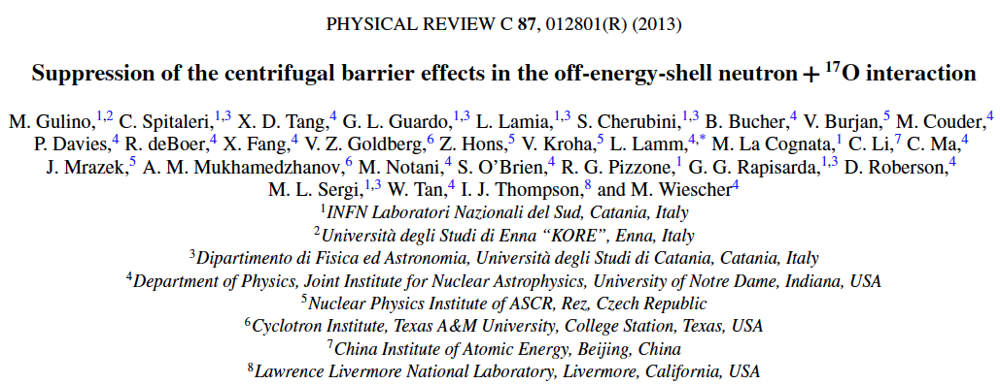 PHYSICAL REVIEW C 87, 012801(R) (2013)
Suppression of the centrifugal barrier effects in the off-energy-shell neutron + ¹⁷O interaction
M. Gulino,¹,² C. Spitaleri,¹,³ X. D. Tang,⁴ G. L. Guardo,¹,³ L. Lamia,¹,³ S. Cherubini,¹,³ B. Bucher,⁴ V. Burjan,⁵ M. Couder,⁴
P. Davies,⁴ R. deBoer,⁴ X. Fang,⁴ V. Z. Goldberg,⁶ Z. Hons,⁵ V. Kroha,⁵ L. Lamm,⁴,* M. La Cognata,¹ C. Li,⁷ C. Ma,⁴
J. Mrazek,⁵ A. M. Mukhamedzhanov,⁶ M. Notani,⁴ S. O'Brien,⁴ R. G. Pizzone,¹ G. G. Rapisarda,¹,³ D. Roberson,⁴
M. L. Sergi,¹,³ W. Tan,⁴ I. J. Thompson,⁸ and M. Wiescher⁴
¹INFN Laboratori Nazionali del Sud, Catania, Italy
²Università degli Studi di Enna “KORE”, Enna, Italy
³Dipartimento di Fisica ed Astronomia, Università degli Studi di Catania, Catania, Italy
⁴Department of Physics, Joint Institute for Nuclear Astrophysics, University of Notre Dame, Indiana, USA
⁵Nuclear Physics Institute of ASCR, Rez, Czech Republic
⁶Cyclotron Institute, Texas A&M University, College Station, Texas, USA
⁷China Institute of Atomic Energy, Beijing, China
⁸Lawrence Livermore National Laboratory, Livermore, California, USA